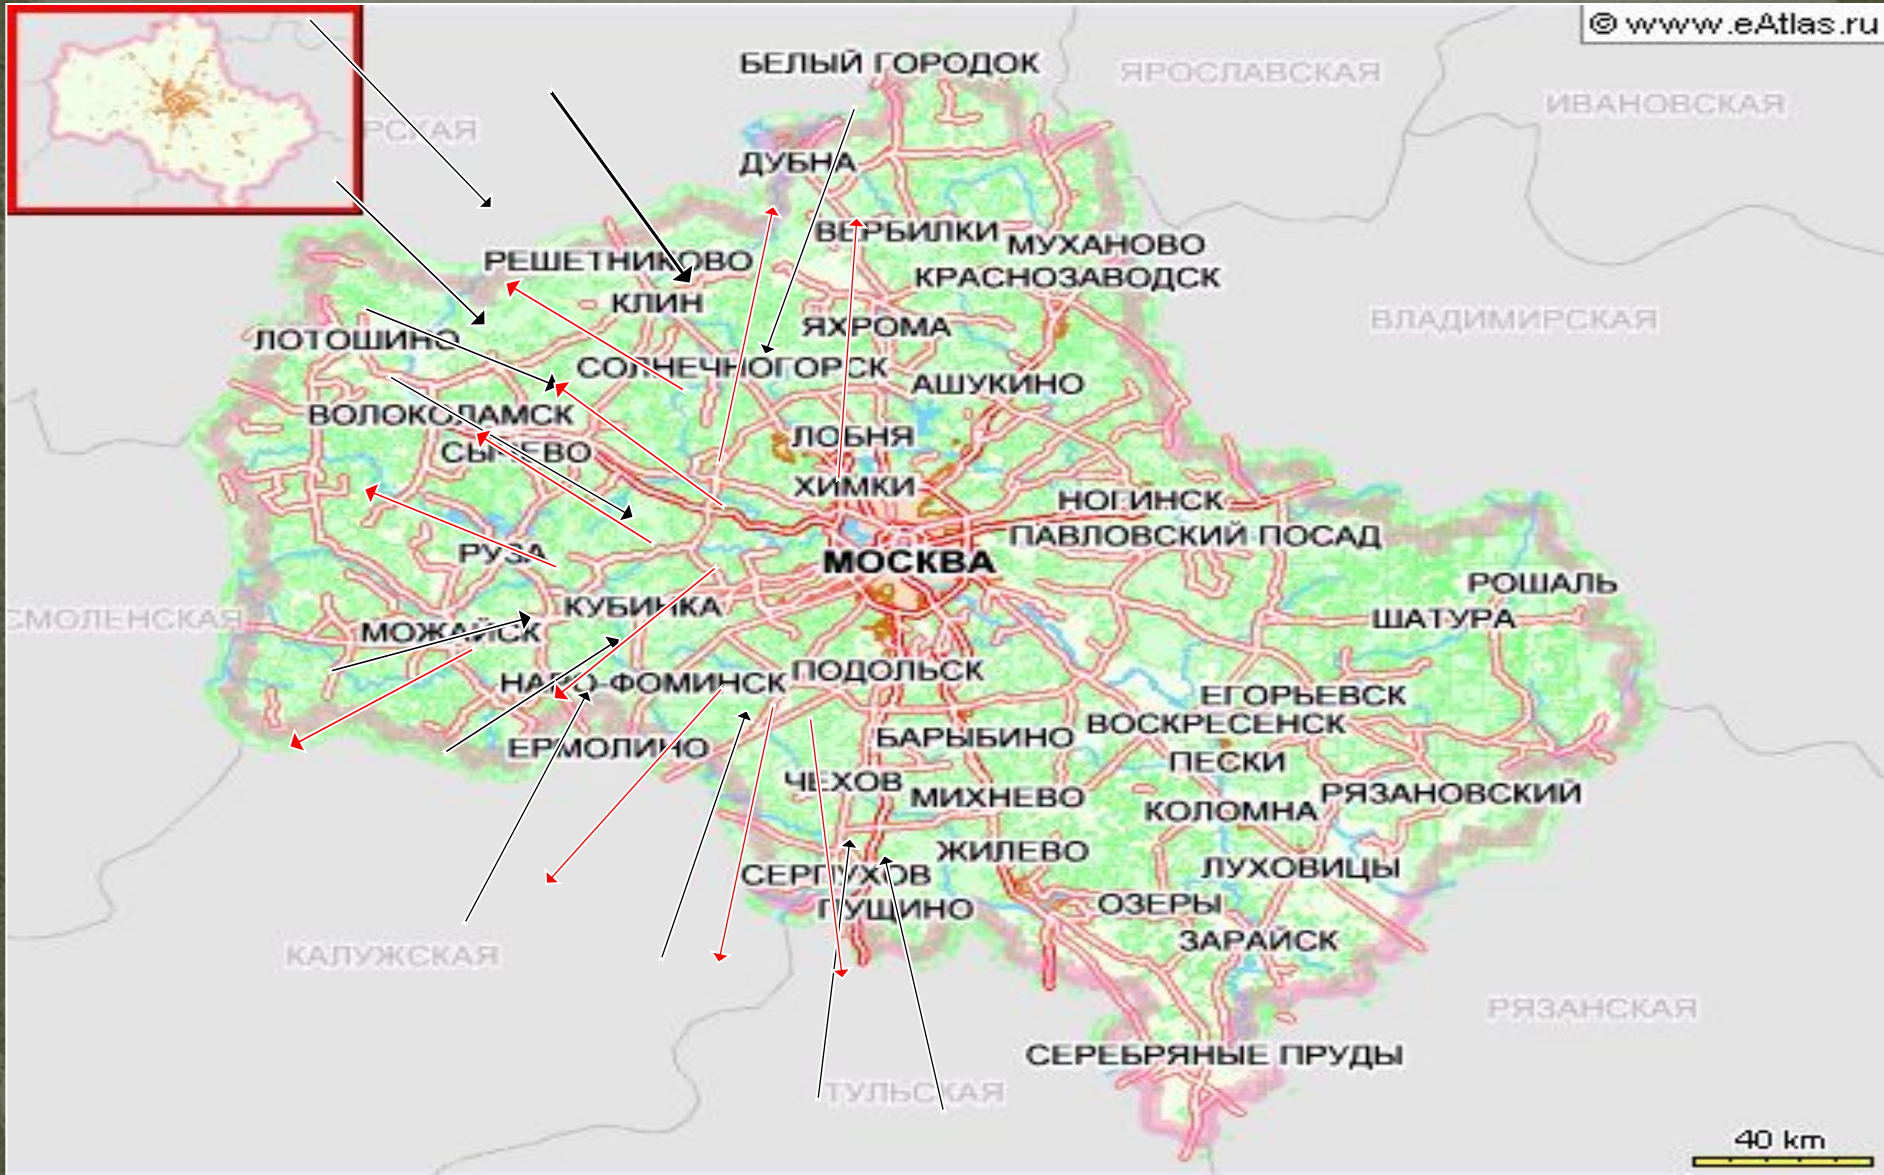 © www.eAtlas.ru
БЕЛЫЙ ГОРОДОК
ЯРОСЛАВСКАЯ
ИВАНОВСКАЯ
РСКАЯ
ДУБНА
ВЕРБИЛКИ
МУХАНОВО
РЕШЕТНИКОВО
КРАСНОЗАВОДСК
КЛИН
ВЛАДИМИРСКАЯ
ЯХРОМА
ЛОТОШИНО
СОЛНЕЧНОГОРСК
АШУКИНО
ВОЛОКОЛАМСК
ЛОБНЯ
СЫЧЕВО
ХИМКИ
НОГИНСК
ПАВЛОВСКИЙ ПОСАД
РУЗА
МОСКВА
РОШАЛЬ
КУБИНКА
СМОЛЕНСКАЯ
ШАТУРА
МОЖАЙСК
ПОДОЛЬСК
НАРО-ФОМИНСК
ЕГОРЬЕВСК
ВОСКРЕСЕНСК
БАРЫБИНО
ЕРМОЛИНО
ПЕСКИ
ЧЕХОВ
МИХНЕВО
РЯЗАНОВСКИЙ
КОЛОМНА
ЖИЛЕВО
ЛУХОВИЦЫ
СЕРПУХОВ
ОЗЕРЫ
ПУЩИНО
ЗАРАЙСК
КАЛУЖСКАЯ
РЯЗАНСКАЯ
СЕРЕБРЯНЫЕ ПРУДЫ
ТУЛЬСКАЯ
40 km